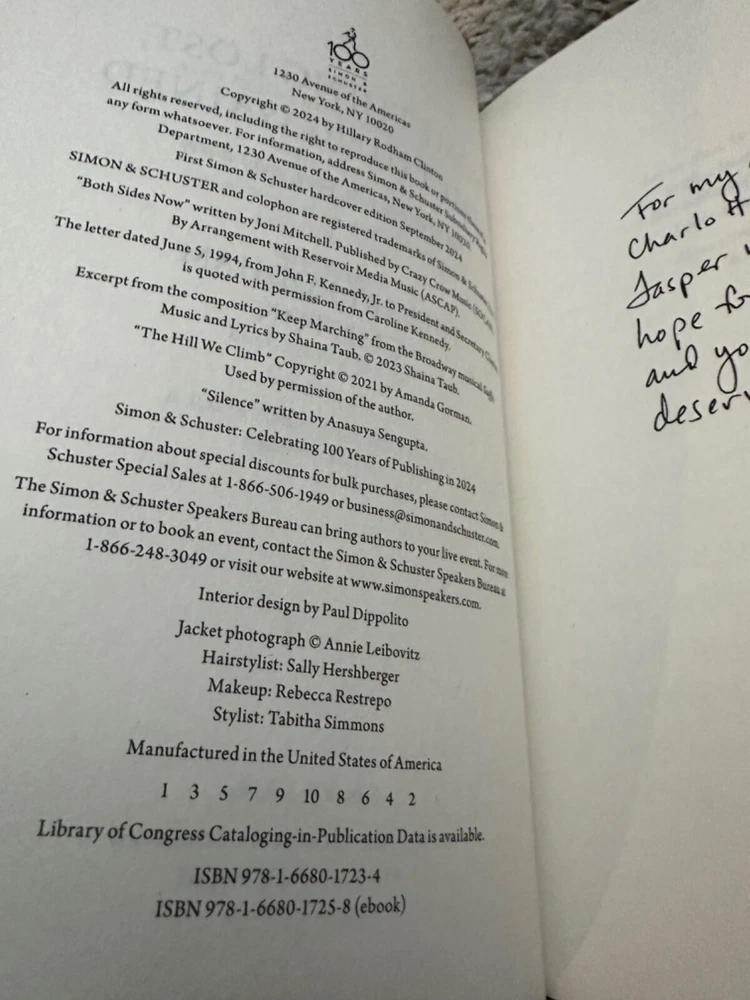 100
YEARS
SIMON &
SCHUSTER
1230 Avenue of the Americas
New York, NY 10020
Copyright © 2024 by Hillary Rodham Clinton
All rights reserved, including the right to reproduce this book or portions thereof in
any form whatsoever. For information, address Simon & Schuster Subsidiary Rights
Department, 1230 Avenue of the Americas, New York, NY 10020.
First Simon & Schuster hardcover edition September 2024
SIMON & SCHUSTER and colophon are registered trademarks of Simon & Schuster
"Both Sides Now" written by Joni Mitchell. Published by Crazy Crow Music (SOCAN).
By Arrangement with Reservoir Media Music (ASCAP).
The letter dated June 5, 1994, from John F. Kennedy, Jr. to President and Secretary Clinton
is quoted with permission from Caroline Kennedy.
Excerpt from the composition "Keep Marching" from the Broadway musical Suffs
Music and Lyrics by Shaina Taub. © 2023 Shaina Taub.
"The Hill We Climb" Copyright © 2021 by Amanda Gorman.
Used by permission of the author.
"Silence" written by Anasuya Sengupta.
Simon & Schuster: Celebrating 100 Years of Publishing in 2024
For information about special discounts for bulk purchases, please contact Simon &
Schuster Special Sales at 1-866-506-1949 or business@simonandschuster.com.
The Simon & Schuster Speakers Bureau can bring authors to your live event. For more
information or to book an event, contact the Simon & Schuster Speakers Bureau at
1-866-248-3049 or visit our website at www.simonspeakers.com.
Interior design by Paul Dippolito
Jacket photograph © Annie Leibovitz
Hairstylist: Sally Hershberger
Makeup: Rebecca Restrepo
Stylist: Tabitha Simmons
Manufactured in the United States of America
1 3 5 7 9 10 8 6 4 2
Library of Congress Cataloging-in-Publication Data is available.
ISBN 978-1-6680-1723-4
ISBN 978-1-6680-1725-8 (ebook)
For my
Charlott
Jasper
hope fo
and yo
deserv